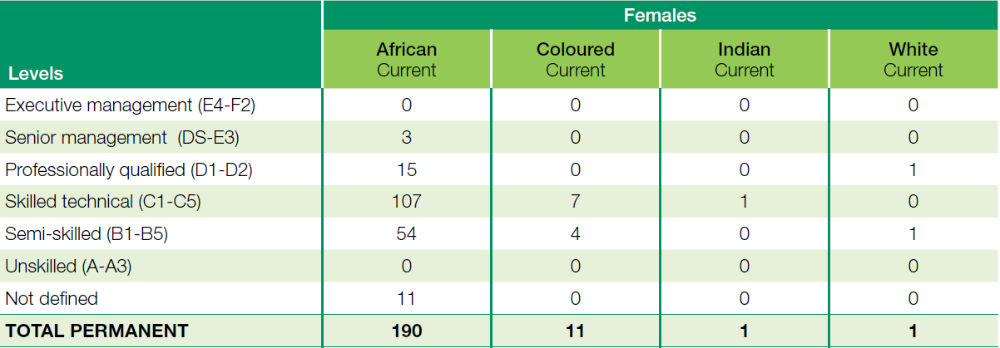 Females
Levels African Coloured Indian White
Current Current Current Current
Executive management (E4-F2) 0 0 0 0
Senior management (DS-E3) 3 0 0 0
Professionally qualified (D1-D2) 15 0 0 1
Skilled technical (C1-C5) 107 7 1 0
Semi-skilled (B1-B5) 54 4 0 1
Unskilled (A-A3) 0 0 0 0
Not defined 11 0 0 0
TOTAL PERMANENT 190 11 1 1